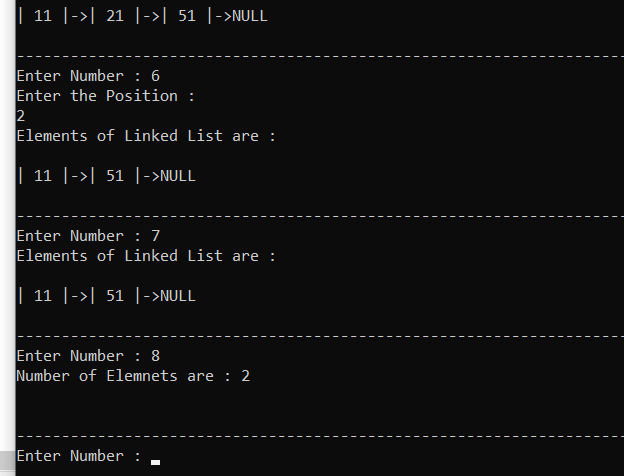 | 11 |->| 21 |->| 51 |->NULL
--------------------------------------------------------------------
Enter Number : 6
Enter the Position :
2
Elements of Linked List are :
| 11 |->| 51 |->NULL
--------------------------------------------------------------------
Enter Number : 7
Elements of Linked List are :
| 11 |->| 51 |->NULL
--------------------------------------------------------------------
Enter Number : 8
Number of Elemnets are : 2
--------------------------------------------------------------------
Enter Number :